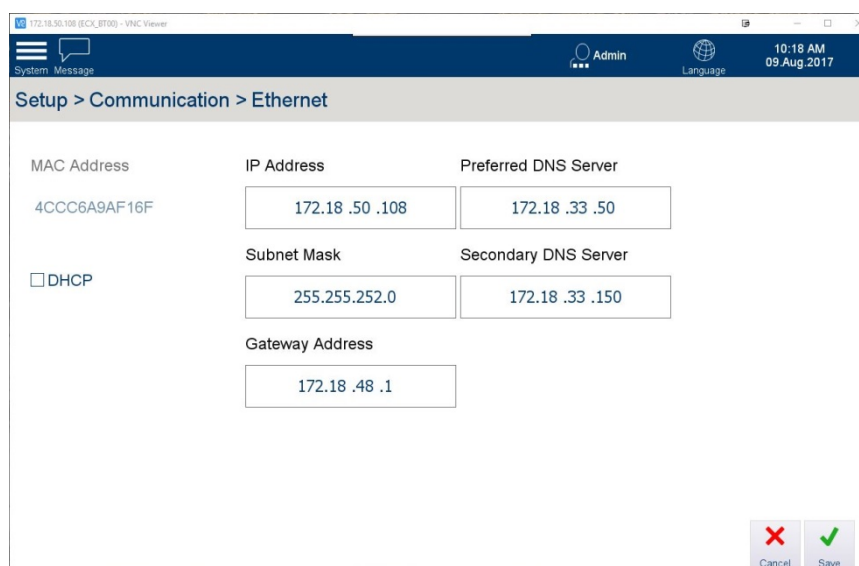 172.18.50.108 (ECX_BT00) - VNC Viewer
System Message
Admin
Language
10:18 AM
09.Aug.2017
Setup > Communication > Ethernet
MAC Address
4CCC6A9AF16F
DHCP
IP Address
172.18 .50 .108
Subnet Mask
255.255.252.0
Gateway Address
172.18 .48 .1
Preferred DNS Server
172.18 .33 .50
Secondary DNS Server
172.18 .33 .150
Cancel
Save